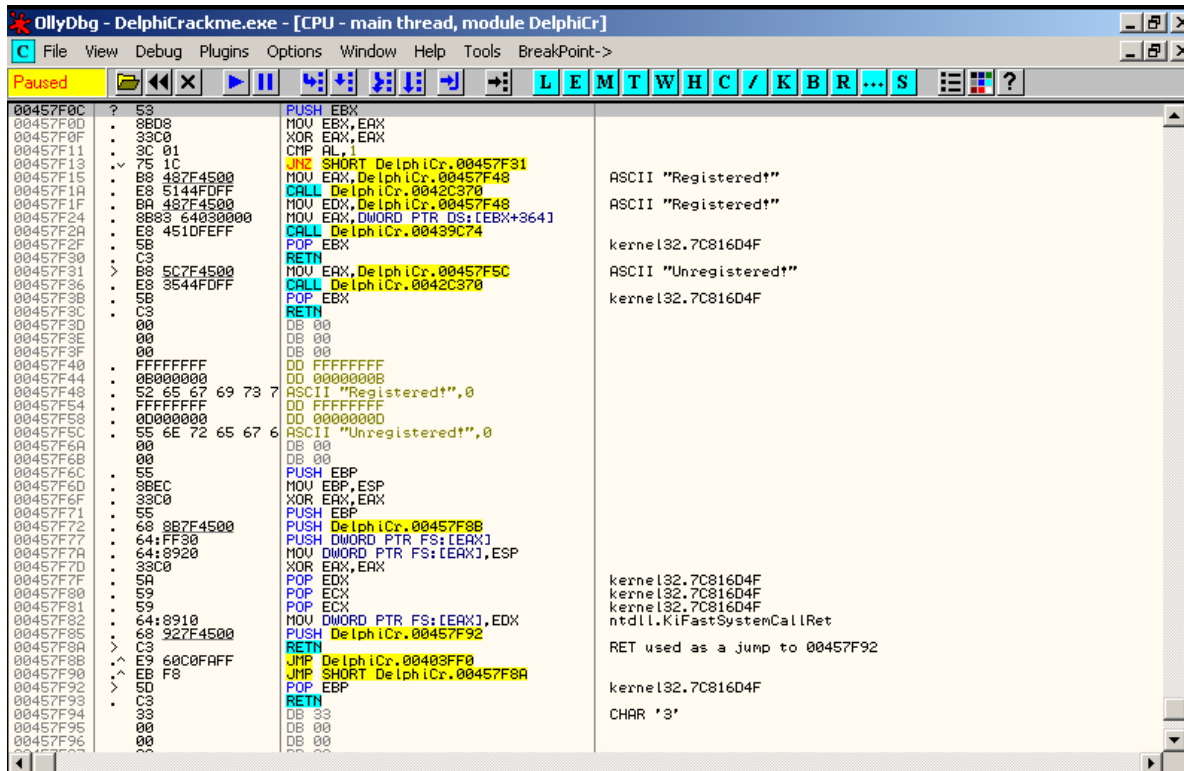 OllyDbg - DelphiCrackme.exe - [CPU - main thread, module DelphiCr]
C File View Debug Plugins Options Window Help Tools BreakPoint->
Paused L E M T W H C / K B R ... S ?
00457F0C ? 53 PUSH EBX
00457F0D . 8BD8 MOV EBX,EAX
00457F0F . 33C0 XOR EAX,EAX
00457F11 . 3C 01 CMP AL,1
00457F13 .v 75 1C JNZ SHORT DelphiCr.00457F31
00457F15 . B8 487F4500 MOV EAX,DelphiCr.00457F48 ASCII "Registered!"
00457F1A . E8 5144FDFF CALL DelphiCr.0042C370
00457F1F . BA 487F4500 MOV EDX,DelphiCr.00457F48 ASCII "Registered!"
00457F24 . 8B83 64030000 MOV EAX,DWORD PTR DS:[EBX+364]
00457F2A . E8 451DFEFF CALL DelphiCr.00439C74
00457F2F . 5B POP EBX kernel32.7C816D4F
00457F30 . C3 RETN
00457F31 > B8 5C7F4500 MOV EAX,DelphiCr.00457F5C ASCII "Unregistered!"
00457F36 . E8 3544FDFF CALL DelphiCr.0042C370
00457F3B . 5B POP EBX kernel32.7C816D4F
00457F3C . C3 RETN
00457F3D 00 DB 00
00457F3E 00 DB 00
00457F3F 00 DB 00
00457F40 . FFFFFFFF DD FFFFFFFF
00457F44 . 0B000000 DD 0000000B
00457F48 . 52 65 67 69 73 7 ASCII "Registered!",0
00457F54 . FFFFFFFF DD FFFFFFFF
00457F58 . 0D000000 DD 0000000D
00457F5C . 55 6E 72 65 67 6 ASCII "Unregistered!",0
00457F6A 00 DB 00
00457F6B 00 DB 00
00457F6C . 55 PUSH EBP
00457F6D . 8BEC MOV EBP,ESP
00457F6F . 33C0 XOR EAX,EAX
00457F71 . 55 PUSH EBP
00457F72 . 68 8B7F4500 PUSH DelphiCr.00457F8B
00457F77 . 64:FF30 PUSH DWORD PTR FS:[EAX]
00457F7A . 64:8920 MOV DWORD PTR FS:[EAX],ESP
00457F7D . 33C0 XOR EAX,EAX
00457F7F . 5A POP EDX kernel32.7C816D4F
00457F80 . 59 POP ECX kernel32.7C816D4F
00457F81 . 59 POP ECX kernel32.7C816D4F
00457F82 . 64:8910 MOV DWORD PTR FS:[EAX],EDX ntdll.KiFastSystemCallRet
00457F85 . 68 927F4500 PUSH DelphiCr.00457F92
00457F8A > C3 RETN RET used as a jump to 00457F92
00457F8B .^ E9 60C0FAFF JMP DelphiCr.00403FF0
00457F90 .^ EB F8 JMP SHORT DelphiCr.00457F8A
00457F92 > 5D POP EBP kernel32.7C816D4F
00457F93 . C3 RETN
00457F94 33 DB 33 CHAR '3'
00457F95 00 DB 00
00457F96 00 DB 00